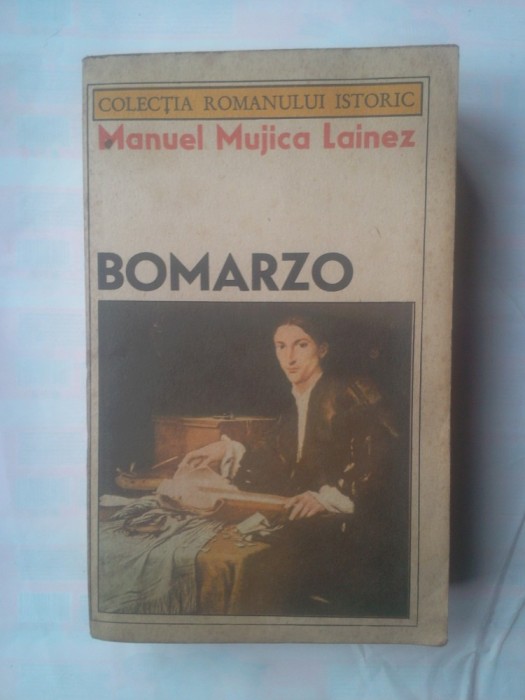 COLECȚIA ROMANULUI ISTORIC
Manuel Mujica Lainez
BOMARZO